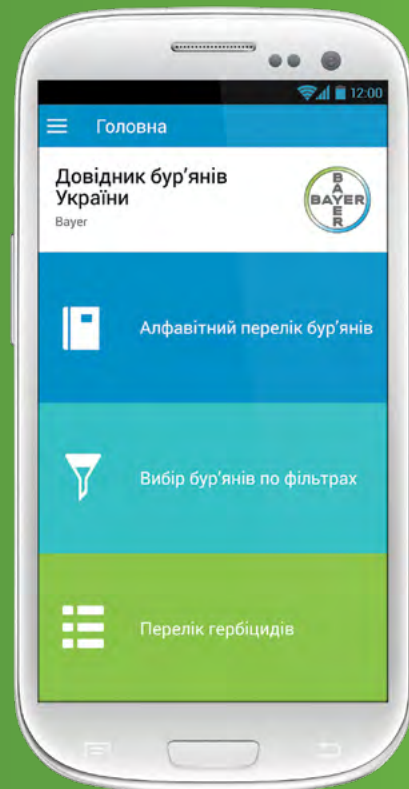 12:00
Головна
Довідник бур’янів
України
Bayer
BAYER
BAYER
Алфавітний перелік бур’янів
Вибір бур’янів по фільтрах
Перелік гербіцидів